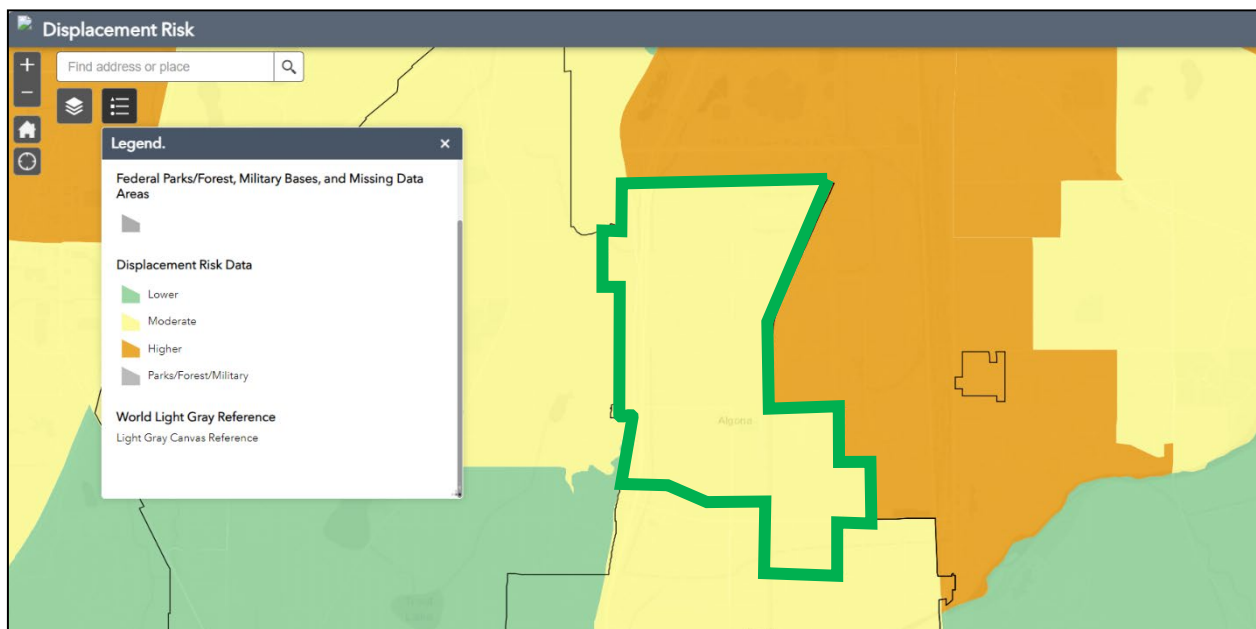 Displacement Risk
+
Find address or place
−
Legend.
×
Federal Parks/Forest, Military Bases, and Missing Data
Areas
Displacement Risk Data
Lower
Moderate
Higher
Parks/Forest/Military
World Light Gray Reference
Light Gray Canvas Reference
Algona